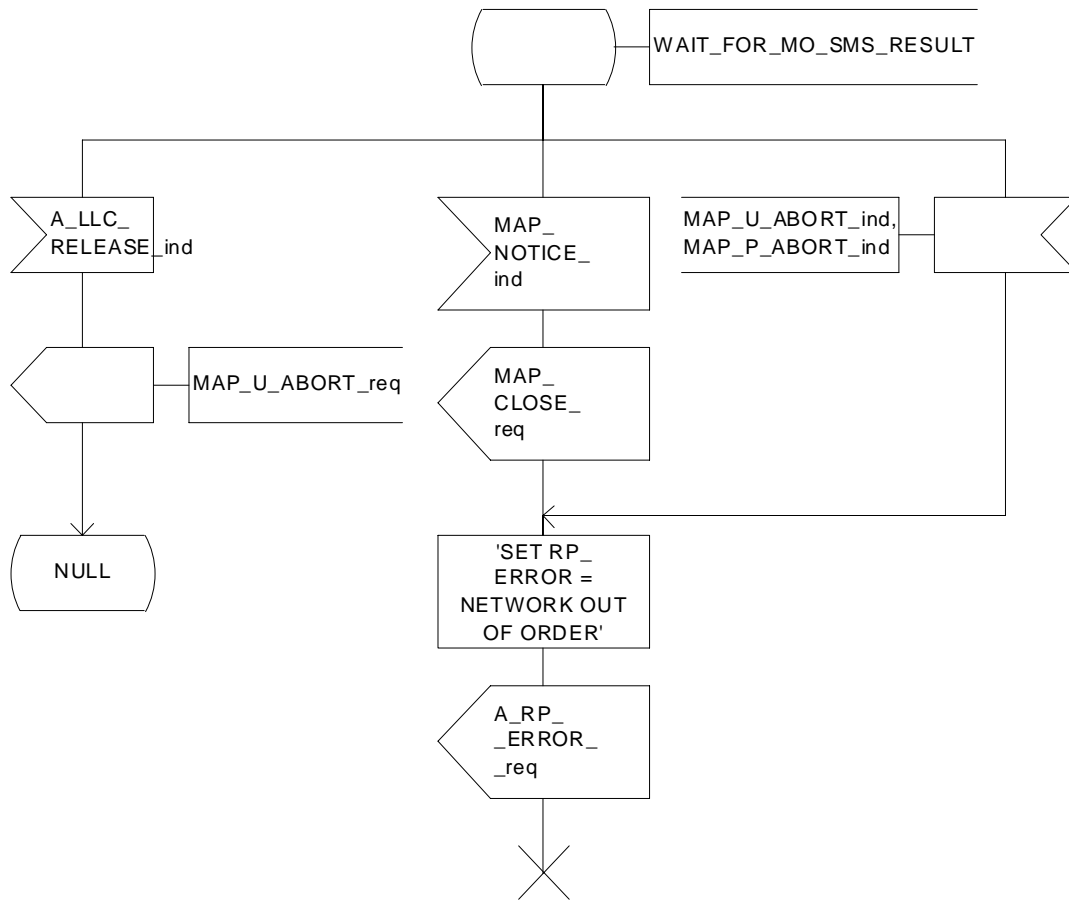 WAIT_FOR_MO_SMS_RESULT
A_LLC_
RELEASE_ind
MAP_
NOTICE_
ind
MAP_U_ABORT_ind,
MAP_P_ABORT_ind
MAP_U_ABORT_req
MAP_
CLOSE_
req
NULL
'SET RP_
ERROR =
NETWORK OUT
OF ORDER'
A_RP_
_ERROR_
_req